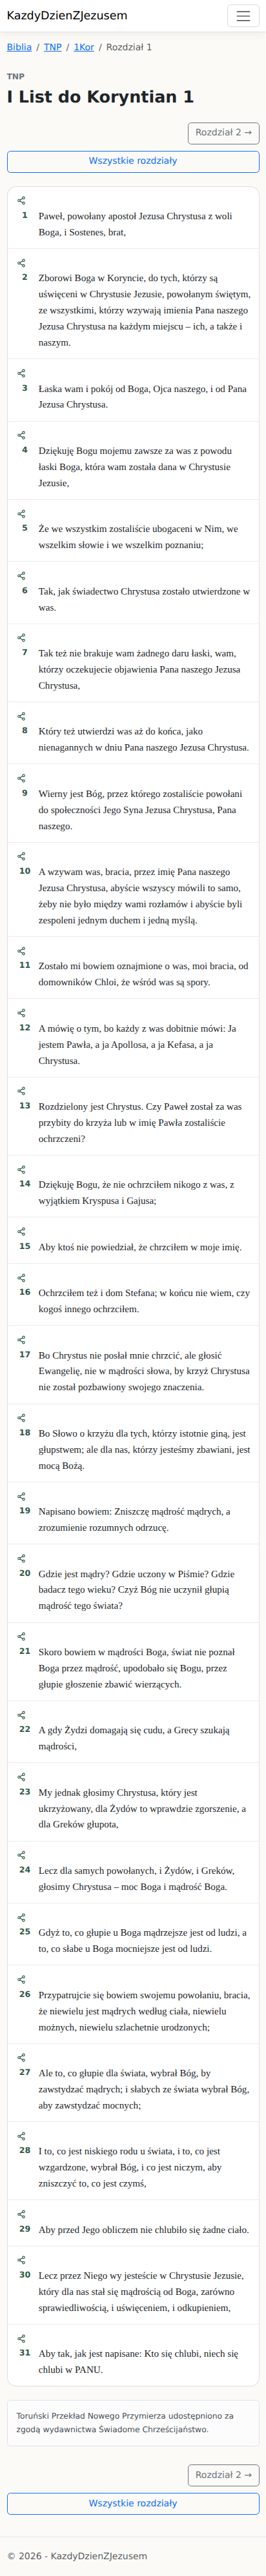 KazdyDzienZJezusem
Biblia / TNP / 1Kor / Rozdział 1
TNP
I List do Koryntian 1
Rozdział 2 →
Wszystkie rozdziały
1 Paweł, powołany apostoł Jezusa Chrystusa z woli
Boga, i Sostenes, brat,
2 Zborowi Boga w Koryncie, do tych, którzy są
uświęceni w Chrystusie Jezusie, powołanym świętym,
ze wszystkimi, którzy wzywają imienia Pana naszego
Jezusa Chrystusa na każdym miejscu – ich, a także i
naszym.
3 Łaska wam i pokój od Boga, Ojca naszego, i od Pana
Jezusa Chrystusa.
4 Dziękuję Bogu mojemu zawsze za was z powodu
łaski Boga, która wam została dana w Chrystusie
Jezusie,
5 Że we wszystkim zostaliście ubogaceni w Nim, we
wszelkim słowie i we wszelkim poznaniu;
6 Tak, jak świadectwo Chrystusa zostało utwierdzone w
was.
7 Tak też nie brakuje wam żadnego daru łaski, wam,
którzy oczekujecie objawienia Pana naszego Jezusa
Chrystusa,
8 Który też utwierdzi was aż do końca, jako
nienagannych w dniu Pana naszego Jezusa Chrystusa.
9 Wierny jest Bóg, przez którego zostaliście powołani
do społeczności Jego Syna Jezusa Chrystusa, Pana
naszego.
10 A wzywam was, bracia, przez imię Pana naszego
Jezusa Chrystusa, abyście wszyscy mówili to samo,
żeby nie było między wami rozłamów i abyście byli
zespoleni jednym duchem i jedną myślą.
11 Zostało mi bowiem oznajmione o was, moi bracia, od
domowników Chloi, że wśród was są spory.
12 A mówię o tym, bo każdy z was dobitnie mówi: Ja
jestem Pawła, a ja Apollosa, a ja Kefasa, a ja
Chrystusa.
13 Rozdzielony jest Chrystus. Czy Paweł został za was
przybity do krzyża lub w imię Pawła zostaliście
ochrzczeni?
14 Dziękuję Bogu, że nie ochrzciłem nikogo z was, z
wyjątkiem Kryspusa i Gajusa;
15 Aby ktoś nie powiedział, że chrzciłem w moje imię.
16 Ochrzciłem też i dom Stefana; w końcu nie wiem, czy
kogoś innego ochrzciłem.
17 Bo Chrystus nie posłał mnie chrzcić, ale głosić
Ewangelię, nie w mądrości słowa, by krzyż Chrystusa
nie został pozbawiony swojego znaczenia.
18 Bo Słowo o krzyżu dla tych, którzy istotnie giną, jest
głupstwem; ale dla nas, którzy jesteśmy zbawiani, jest
mocą Bożą.
19 Napisano bowiem: Zniszczę mądrość mądrych, a
zrozumienie rozumnych odrzucę.
20 Gdzie jest mądry? Gdzie uczony w Piśmie? Gdzie
badacz tego wieku? Czyż Bóg nie uczynił głupią
mądrość tego świata?
21 Skoro bowiem w mądrości Boga, świat nie poznał
Boga przez mądrość, upodobało się Bogu, przez
głupie głoszenie zbawić wierzących.
22 A gdy Żydzi domagają się cudu, a Grecy szukają
mądrości,
23 My jednak głosimy Chrystusa, który jest
ukrzyżowany, dla Żydów to wprawdzie zgorszenie, a
dla Greków głupota,
24 Lecz dla samych powołanych, i Żydów, i Greków,
głosimy Chrystusa – moc Boga i mądrość Boga.
25 Gdyż to, co głupie u Boga mądrzejsze jest od ludzi, a
to, co słabe u Boga mocniejsze jest od ludzi.
26 Przypatrujcie się bowiem swojemu powołaniu, bracia,
że niewielu jest mądrych według ciała, niewielu
możnych, niewielu szlachetnie urodzonych;
27 Ale to, co głupie dla świata, wybrał Bóg, by
zawstydzać mądrych; i słabych ze świata wybrał Bóg,
aby zawstydzać mocnych;
28 I to, co jest niskiego rodu u świata, i to, co jest
wzgardzone, wybrał Bóg, i co jest niczym, aby
zniszczyć to, co jest czymś,
29 Aby przed Jego obliczem nie chlubiło się żadne ciało.
30 Lecz przez Niego wy jesteście w Chrystusie Jezusie,
który dla nas stał się mądrością od Boga, zarówno
sprawiedliwością, i uświęceniem, i odkupieniem,
31 Aby tak, jak jest napisane: Kto się chlubi, niech się
chlubi w PANU.
Toruński Przekład Nowego Przymierza udostępniono za
zgodą wydawnictwa Świadome Chrześcijaństwo.
Rozdział 2 →
Wszystkie rozdziały
© 2026 - KazdyDzienZJezusem